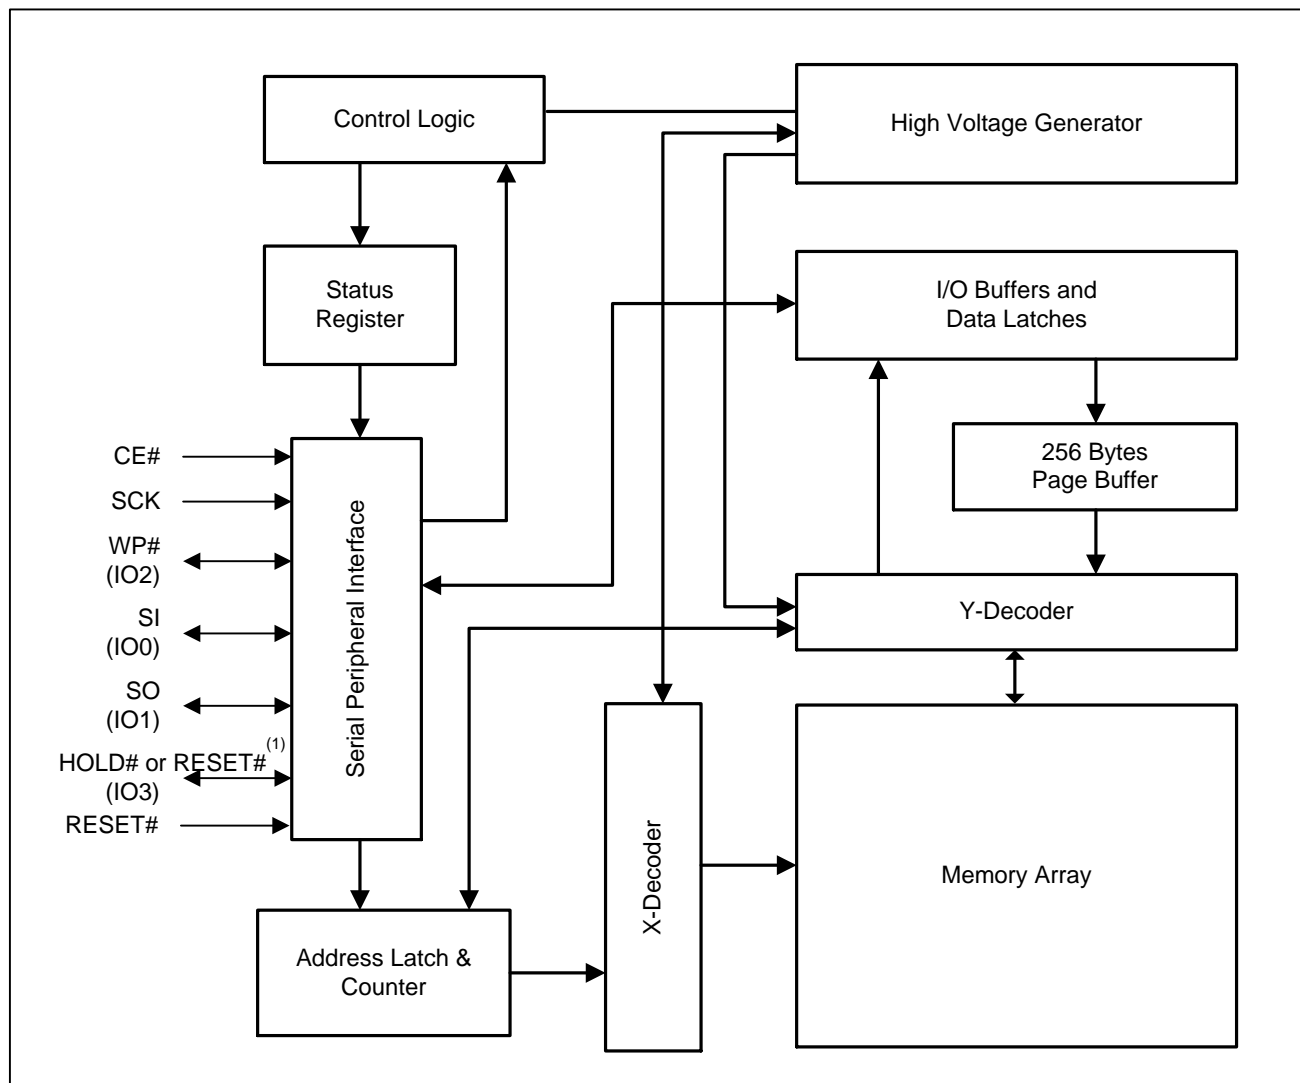 Control Logic
High Voltage Generator
Status
Register
I/O Buffers and
Data Latches
256 Bytes
Page Buffer
CE#
SCK
WP#
(IO2)
SI
(IO0)
SO
(IO1)
HOLD# or RESET#(1)
(IO3)
RESET#
Serial Peripheral Interface
Y-Decoder
X-Decoder
Memory Array
Address Latch &
Counter